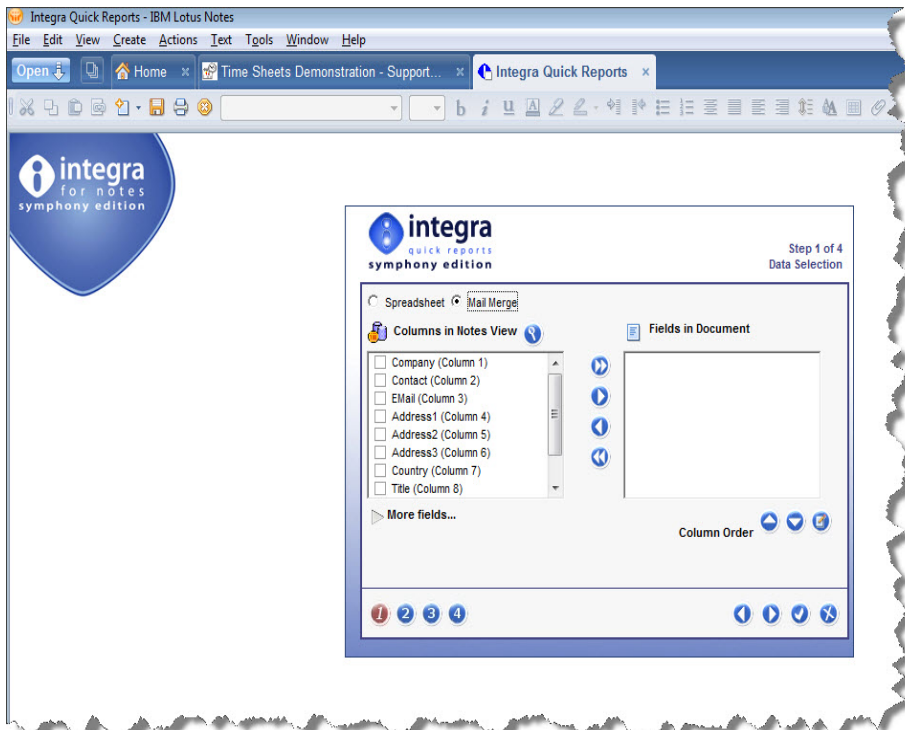 Integra Quick Reports - IBM Lotus Notes
File Edit View Create Actions Text Tools Window Help
Open Home × Time Sheets Demonstration - Support... × Integra Quick Reports ×
b i u A
integra
for notes
symphony edition
integra
quick reports
symphony edition
Step 1 of 4
Data Selection
Spreadsheet Mail Merge
Columns in Notes View
Fields in Document
Company (Column 1)
Contact (Column 2)
EMail (Column 3)
Address1 (Column 4)
Address2 (Column 5)
Address3 (Column 6)
Country (Column 7)
Title (Column 8)
More fields...
Column Order
1 2 3 4